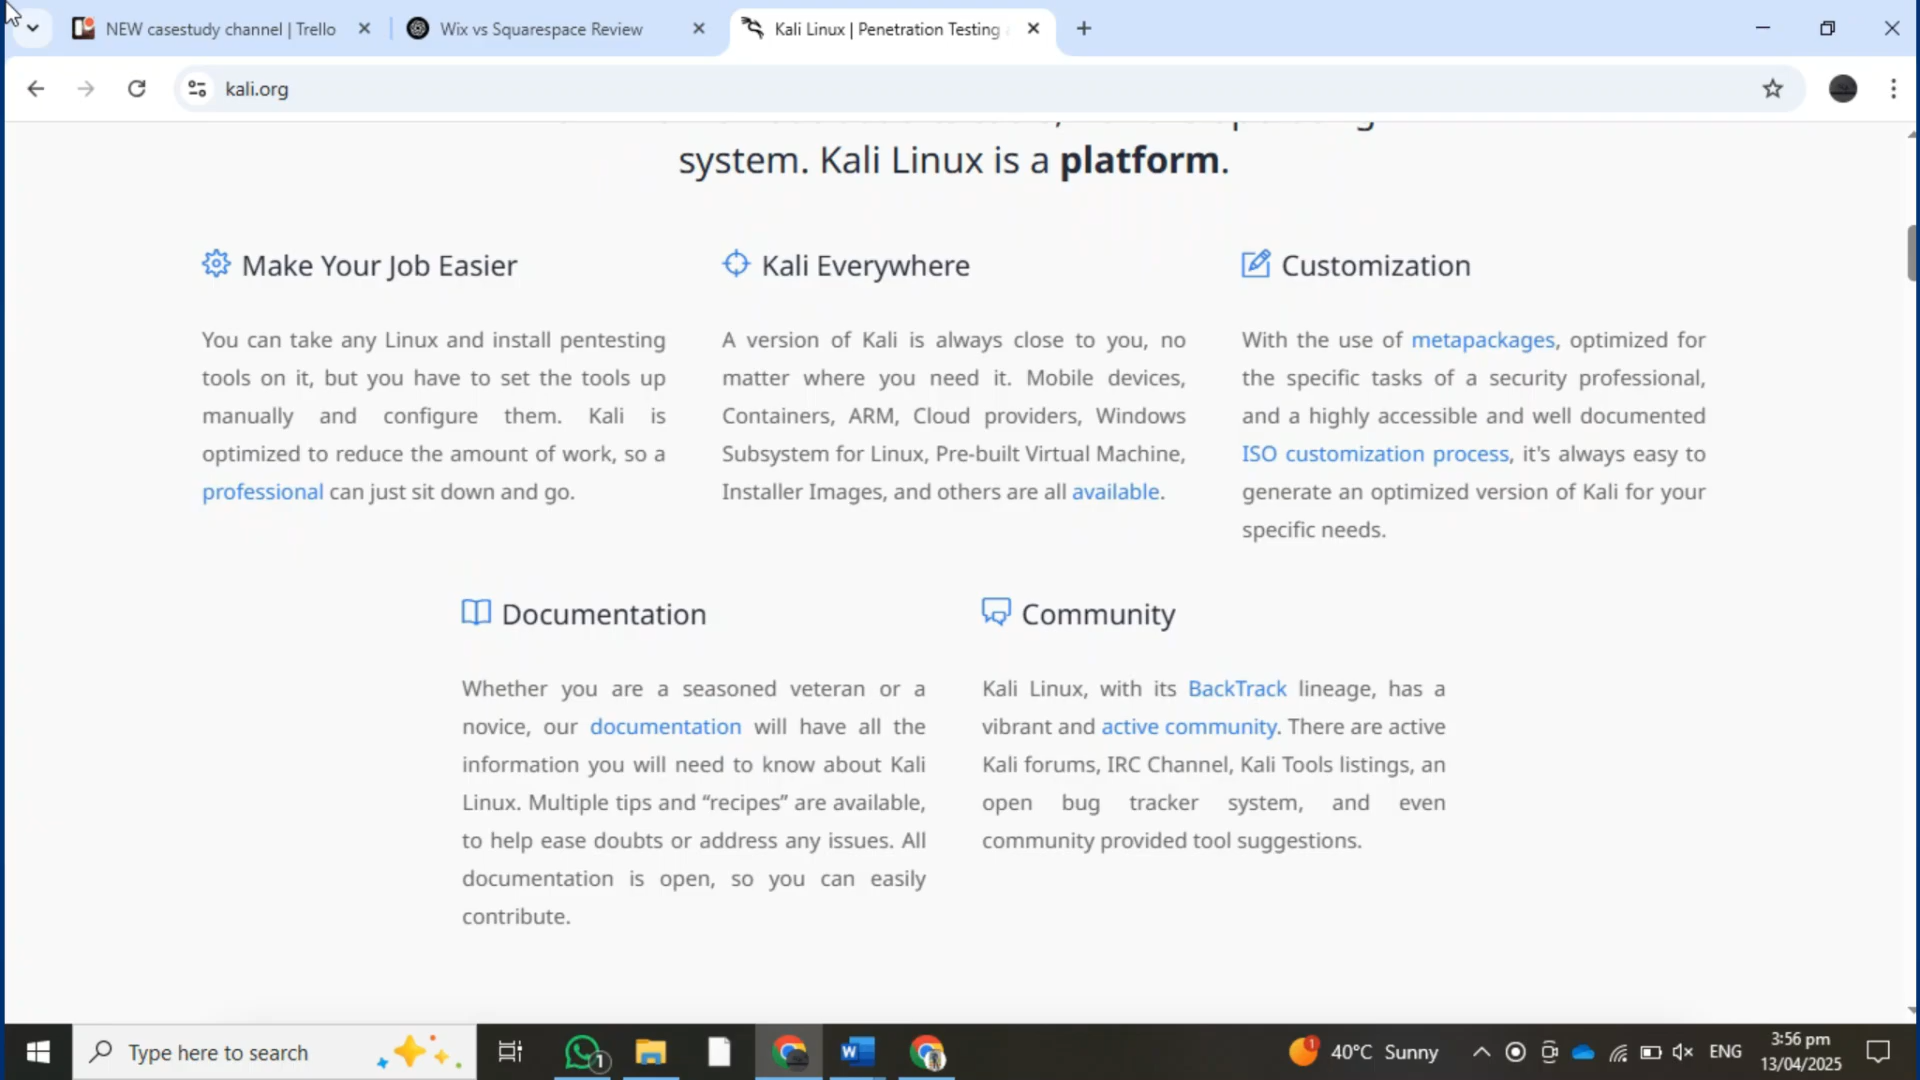 NEW casestudy channel | Trello
Wix vs Squarespace Review
Kali Linux | Penetration Testing
kali.org
system. Kali Linux is a platform.
Make Your Job Easier
You can take any Linux and install pentesting
tools on it, but you have to set the tools up
manually and configure them. Kali is
optimized to reduce the amount of work, so a
professional can just sit down and go.
Kali Everywhere
A version of Kali is always close to you, no
matter where you need it. Mobile devices,
Containers, ARM, Cloud providers, Windows
Subsystem for Linux, Pre-built Virtual Machine,
Installer Images, and others are all available.
Customization
With the use of metapackages, optimized for
the specific tasks of a security professional,
and a highly accessible and well documented
ISO customization process, it's always easy to
generate an optimized version of Kali for your
specific needs.
Documentation
Whether you are a seasoned veteran or a
novice, our documentation will have all the
information you will need to know about Kali
Linux. Multiple tips and “recipes” are available,
to help ease doubts or address any issues. All
documentation is open, so you can easily
contribute.
Community
Kali Linux, with its BackTrack lineage, has a
vibrant and active community. There are active
Kali forums, IRC Channel, Kali Tools listings, an
open bug tracker system, and even
community provided tool suggestions.
Type here to search
1
W
1
40°C Sunny
ENG
3:56 pm
13/04/2025